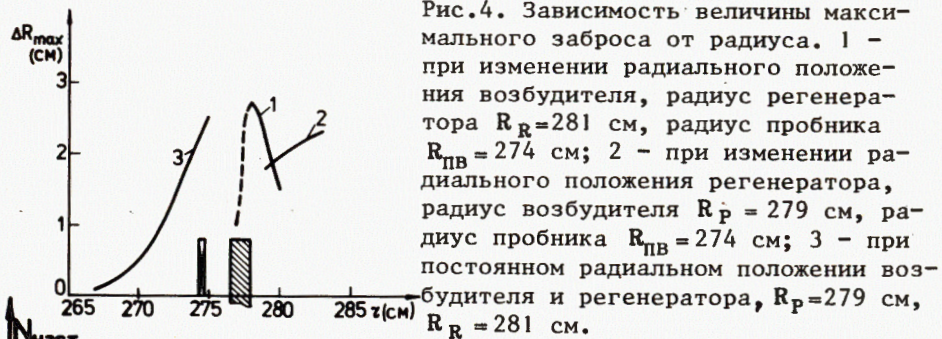 ΔRmax
(см)
3
2
1
0
3
1
2
265
270
275
280
285
τ(см)
N
Рис.4. Зависимость величины макси-
мального заброса от радиуса. 1 -
при изменении радиального положе-
ния возбудителя, радиус регенера-
тора RR=281 см, радиус пробника
RПВ=274 см; 2 - при изменении ра-
диального положения регенератора,
радиус возбудителя RР = 279 см, ра-
диус пробника RПВ=274 см; 3 - при
постоянном радиальном положении воз-
будителя и регенератора, RР=279 см,
RR =281 см.